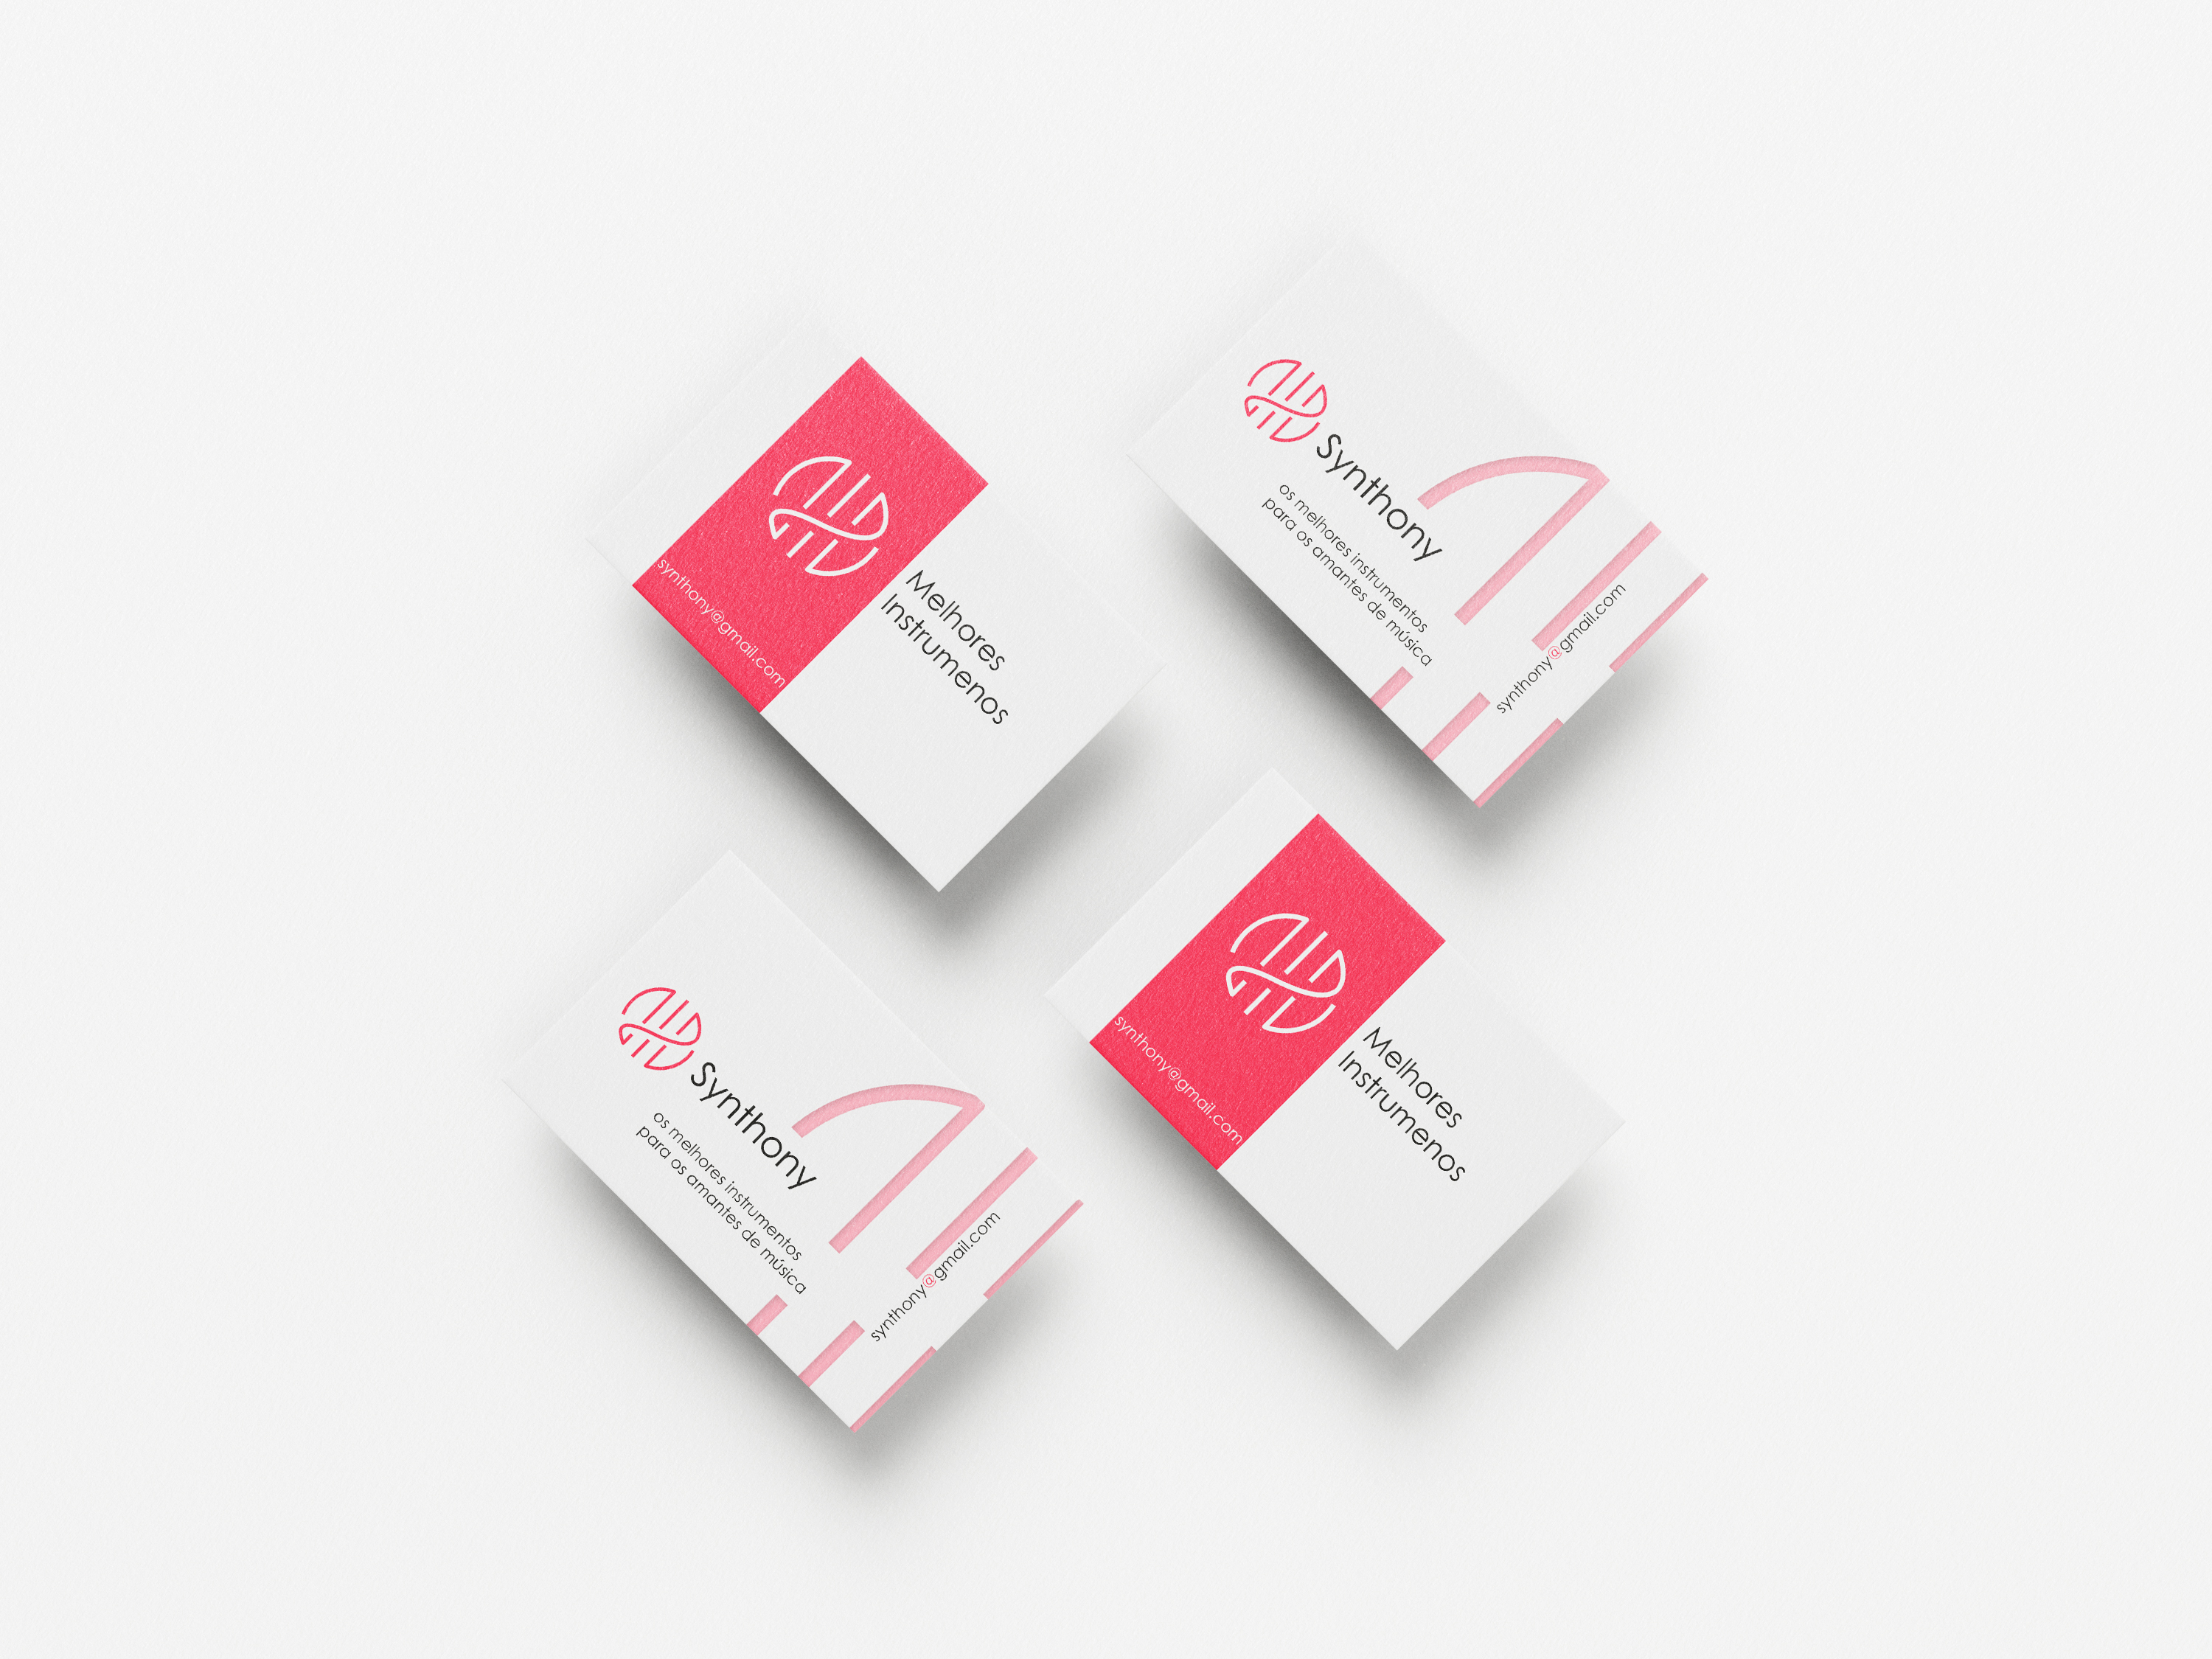 synthony@gmail.com
Melhores
Instrumenos
Synthony
os melhores instrumentos
para os amantes de música
synthony@gmail.com
Synthony
os melhores instrumentos
para os amantes de música
synthony@gmail.com
synthony@gmail.com
Melhores
Instrumenos